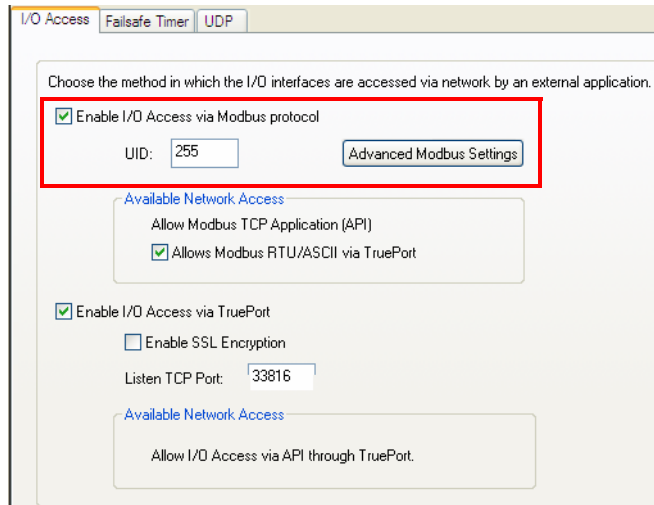 I/O Access Failsafe Timer UDP
Choose the method in which the I/O interfaces are accessed via network by an external application.
Enable I/O Access via Modbus protocol
UID: 255 Advanced Modbus Settings
Available Network Access
Allow Modbus TCP Application (API)
Allows Modbus RTU/ASCII via TruePort
Enable I/O Access via TruePort
Enable SSL Encryption
Listen TCP Port: 33816
Available Network Access
Allow I/O Access via API through TruePort.